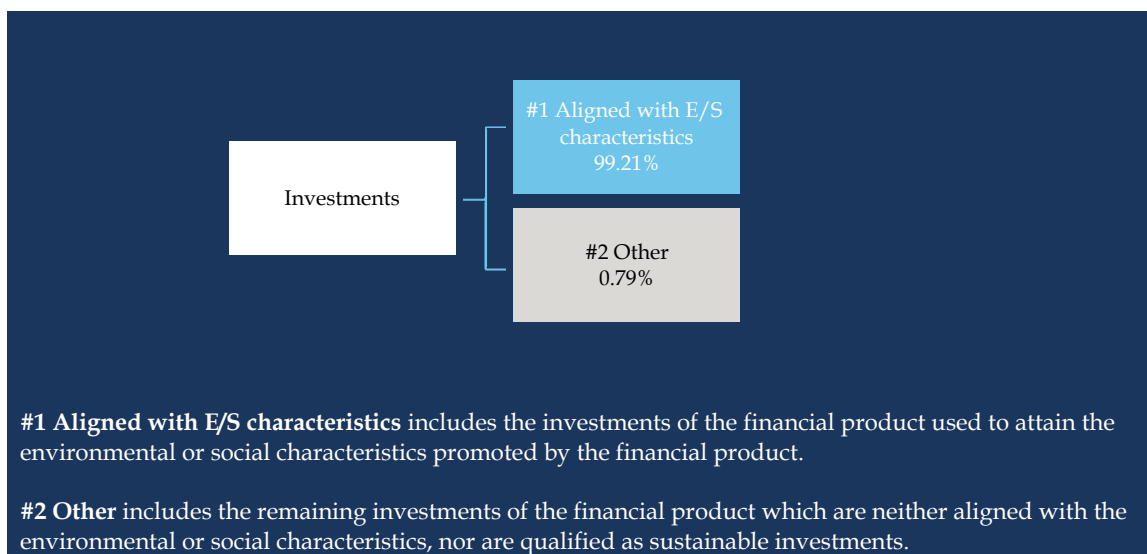 #1 Aligned with E/S
characteristics
99.21%
Investments
#2 Other
0.79%
#1 Aligned with E/S characteristics includes the investments of the financial product used to attain the
environmental or social characteristics promoted by the financial product.
#2 Other includes the remaining investments of the financial product which are neither aligned with the
environmental or social characteristics, nor are qualified as sustainable investments.